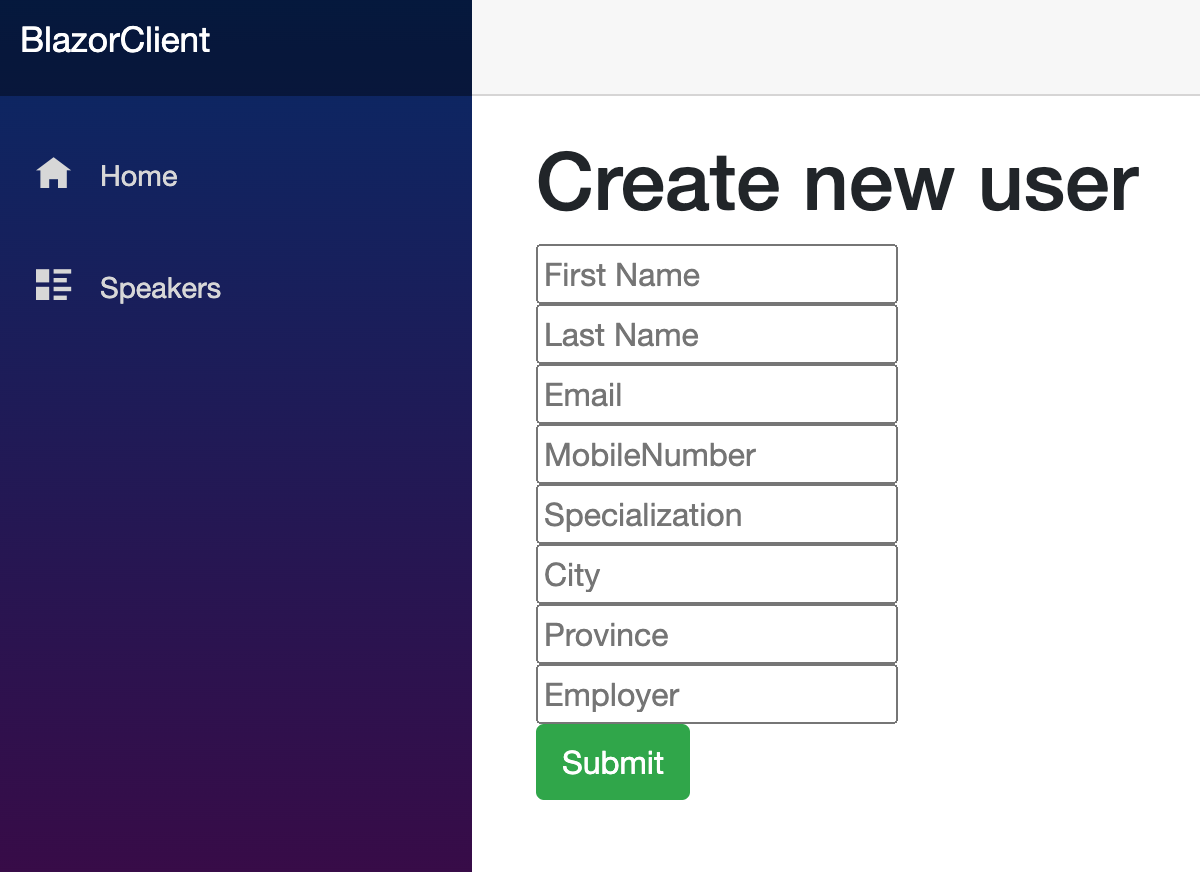 BlazorClient
Home
Speakers
Create new user
First Name
Last Name
Email
MobileNumber
Specialization
City
Province
Employer
Submit